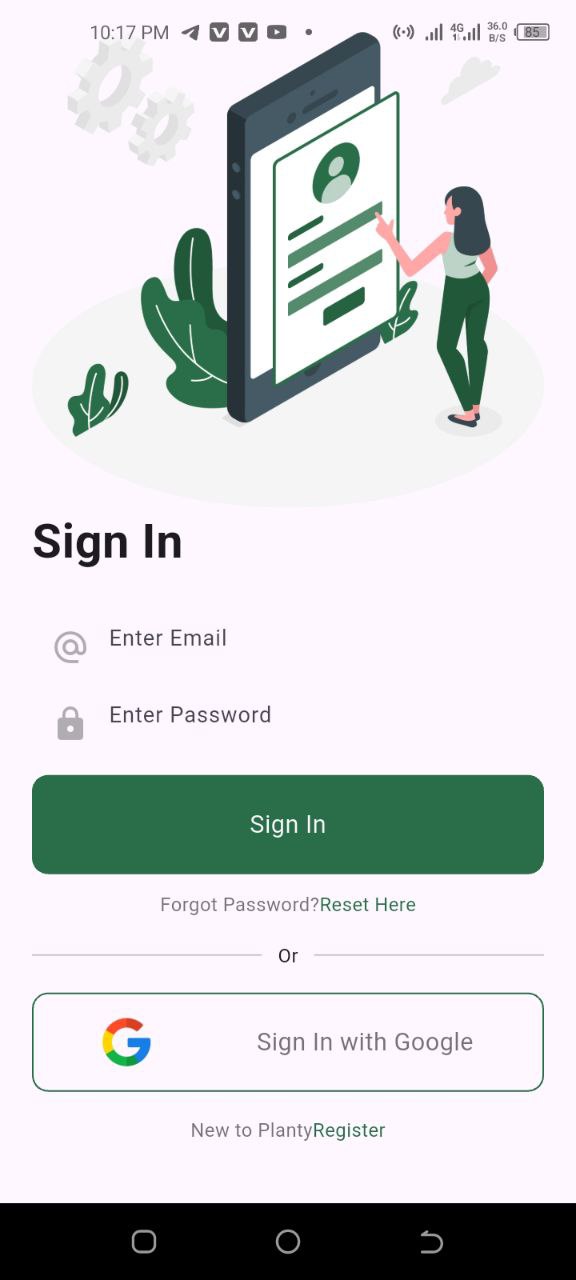 10:17 PM 4G 36.0 B/S 85
Sign In
Enter Email
Enter Password
Sign In
Forgot Password?Reset Here
Or
Sign In with Google
New to PlantyRegister